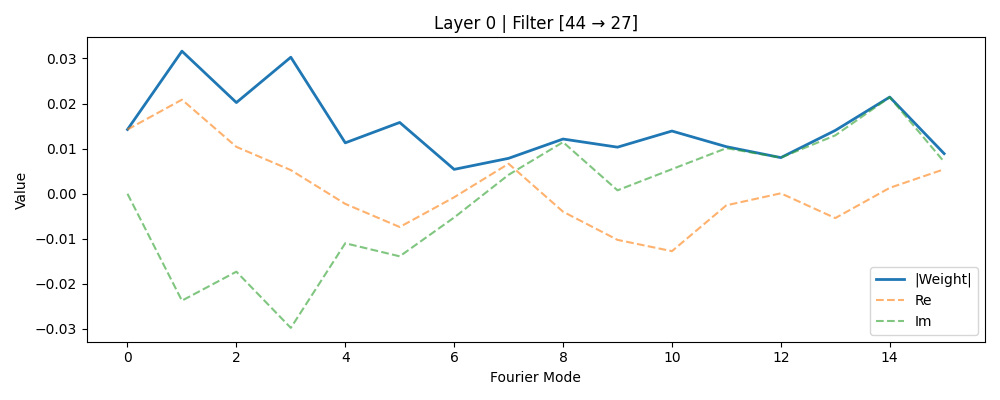 Layer 0 | Filter [44 → 27]
Value
0.03
0.02
0.01
0.00
−0.01
−0.02
−0.03
0 2 4 6 8 10 12 14
Fourier Mode
|Weight|
Re
Im